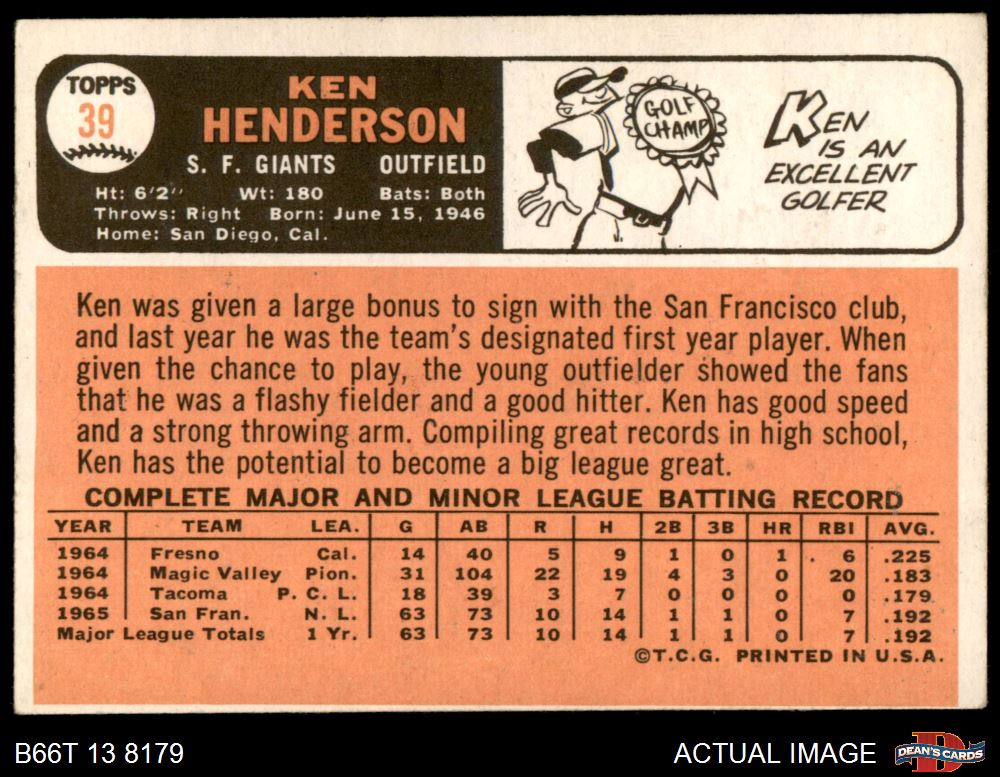 TOPPS
39
KEN
HENDERSON
S. F. GIANTS OUTFIELD
Ht: 6'2" Wt: 180 Bats: Both
Throws: Right Born: June 15, 1946
Home: San Diego, Cal.
GOLF
CHAMP
KEN
IS AN
EXCELLENT
GOLFER
Ken was given a large bonus to sign with the San Francisco club,
and last year he was the team's designated first year player. When
given the chance to play, the young outfielder showed the fans
that he was a flashy fielder and a good hitter. Ken has good speed
and a strong throwing arm. Compiling great records in high school,
Ken has the potential to become a big league great.
COMPLETE MAJOR AND MINOR LEAGUE BATTING RECORD
YEAR TEAM LEA. G AB R H 2B 3B HR RBI AVG.
1964 Fresno Cal. 14 40 5 9 1 0 1 6 .225
1964 Magic Valley Pion. 31 104 22 19 4 3 0 20 .183
1964 Tacoma P. C. L. 18 39 3 7 0 0 0 0 .179
1965 San Fran. N. L. 63 73 10 14 1 1 0 7 .192
Major League Totals 1 Yr. 63 73 10 14 1 1 0 7 .192
©T.C.G. PRINTED IN U.S.A.
B66T 13 8179
ACTUAL IMAGE
DEAN'S CARDS